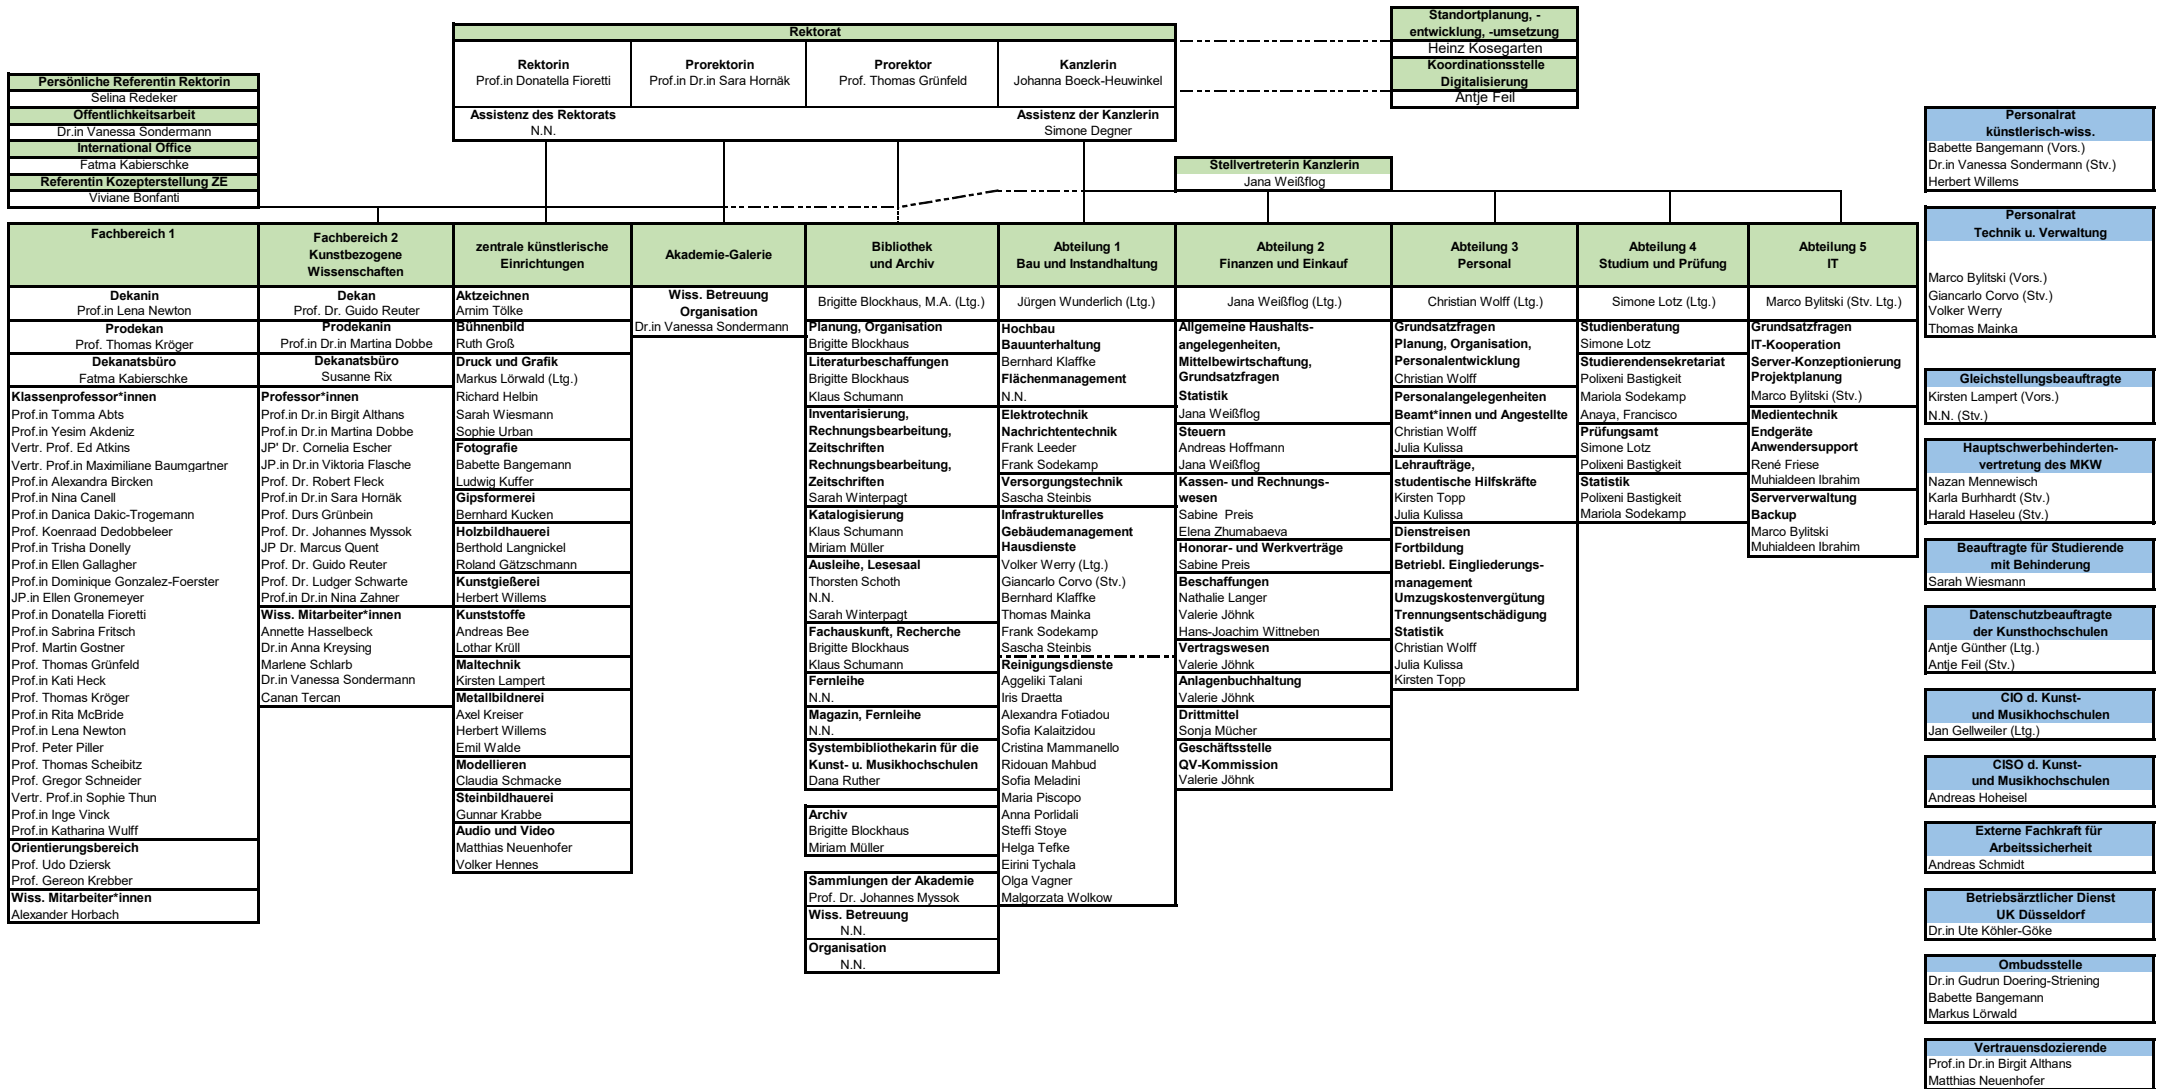 Standortplanung, -
entwicklung, -umsetzung
Heinz Kosegarten
Koordinationsstelle
Digitalisierung
Antje Feil
Rektorat
Rektorin
Prof.in Donatella Fioretti
Prorektorin
Prof.in Dr.in Sara Hornäk
Prorektor
Prof. Thomas Grünfeld
Kanzlerin
Johanna Boeck-Heuwinkel
Assistenz des Rektorats
N.N.
Assistenz der Kanzlerin
Simone Degner
Persönliche Referentin Rektorin
Selina Redeker
Öffentlichkeitsarbeit
Dr.in Vanessa Sondermann
International Office
Fatma Kabierschke
Referentin Kozepterstellung ZE
Viviane Bonfanti
Stellvertreterin Kanzlerin
Jana Weißflog
Fachbereich 1
Dekanin
Prof.in Lena Newton
Prodekan
Prof. Thomas Kröger
Dekanatsbüro
Fatma Kabierschke
Klassenprofessor*innen
Prof.in Tomma Abts
Prof.in Yesim Akdeniz
Vertr. Prof. Ed Atkins
Vertr. Prof.in Maximiliane Baumgartner
Prof.in Alexandra Bircken
Prof.in Nina Canell
Prof.in Danica Dakic-Trogemann
Prof. Koenraad Dedobbeleer
Prof.in Trisha Donelly
Prof.in Ellen Gallagher
Prof.in Dominique Gonzalez-Foerster
JP.in Ellen Gronemeyer
Prof.in Donatella Fioretti
Prof.in Sabrina Fritsch
Prof. Martin Gostner
Prof. Thomas Grünfeld
Prof.in Kati Heck
Prof. Thomas Kröger
Prof.in Rita McBride
Prof.in Lena Newton
Prof. Peter Piller
Prof. Thomas Scheibitz
Prof. Gregor Schneider
Vertr. Prof.in Sophie Thun
Prof.in Inge Vinck
Prof.in Katharina Wulff
Orientierungsbereich
Prof. Udo Dziersk
Prof. Gereon Krebber
Wiss. Mitarbeiter*innen
Alexander Horbach
Fachbereich 2
Kunstbezogene
Wissenschaften
Dekan
Prof. Dr. Guido Reuter
Prodekanin
Prof.in Dr.in Martina Dobbe
Dekanatsbüro
Susanne Rix
Professor*innen
Prof.in Dr.in Birgit Althans
Prof.in Dr.in Martina Dobbe
JP' Dr. Cornelia Escher
JP.in Dr.in Viktoria Flasche
Prof. Dr. Robert Fleck
Prof.in Dr.in Sara Hornäk
Prof. Durs Grünbein
Prof. Dr. Johannes Myssok
JP Dr. Marcus Quent
Prof. Dr. Guido Reuter
Prof. Dr. Ludger Schwarte
Prof.in Dr.in Nina Zahner
Wiss. Mitarbeiter*innen
Annette Hasselbeck
Dr.in Anna Kreysing
Marlene Schlarb
Dr.in Vanessa Sondermann
Canan Tercan
zentrale künstlerische
Einrichtungen
Aktzeichnen
Arnim Tölke
Bühnenbild
Ruth Groß
Druck und Grafik
Markus Lörwald (Ltg.)
Richard Helbin
Sarah Wiesmann
Sophie Urban
Fotografie
Babette Bangemann
Ludwig Kuffer
Gipsformerei
Bernhard Kucken
Holzbildhauerei
Berthold Langnickel
Roland Gätzschmann
Kunstgießerei
Herbert Willems
Kunststoffe
Andreas Bee
Lothar Krüll
Maltechnik
Kirsten Lampert
Metallbildnerei
Axel Kreiser
Herbert Willems
Emil Walde
Modellieren
Claudia Schmacke
Steinbildhauerei
Gunnar Krabbe
Audio und Video
Matthias Neuenhofer
Volker Hennes
Akademie-Galerie
Wiss. Betreuung
Organisation
Dr.in Vanessa Sondermann
Bibliothek
und Archiv
Brigitte Blockhaus, M.A. (Ltg.)
Planung, Organisation
Brigitte Blockhaus
Literaturbeschaffungen
Brigitte Blockhaus
Klaus Schumann
Inventarisierung,
Rechnungsbearbeitung,
Zeitschriften
Rechnungsbearbeitung,
Zeitschriften
Sarah Winterpagt
Katalogisierung
Klaus Schumann
Miriam Müller
Ausleihe, Lesesaal
Thorsten Schoth
N.N.
Sarah Winterpagt
Fachauskunft, Recherche
Brigitte Blockhaus
Klaus Schumann
Fernleihe
N.N.
Magazin, Fernleihe
N.N.
Systembibliothekarin für die
Kunst- u. Musikhochschulen
Dana Ruther
Archiv
Brigitte Blockhaus
Miriam Müller
Sammlungen der Akademie
Prof. Dr. Johannes Myssok
Wiss. Betreuung
N.N.
Organisation
N.N.
Abteilung 1
Bau und Instandhaltung
Jürgen Wunderlich (Ltg.)
Hochbau
Bauunterhaltung
Bernhard Klaffke
Flächenmanagement
N.N.
Elektrotechnik
Nachrichtentechnik
Frank Leeder
Frank Sodekamp
Versorgungstechnik
Sascha Steinbis
Infrastrukturelles
Gebäudemanagement
Hausdienste
Volker Werry (Ltg.)
Giancarlo Corvo (Stv.)
Bernhard Klaffke
Thomas Mainka
Frank Sodekamp
Sascha Steinbis
Reinigungsdienste
Aggeliki Talani
Iris Draetta
Alexandra Fotiadou
Sofia Kalaitzidou
Cristina Mammanello
Ridouan Mahbud
Sofia Meladini
Maria Piscopo
Anna Porlidali
Steffi Stoye
Helga Tefke
Eirini Tychala
Olga Vagner
Malgorzata Wolkow
Abteilung 2
Finanzen und Einkauf
Jana Weißflog (Ltg.)
Allgemeine Haushalts-
angelegenheiten,
Mittelbewirtschaftung,
Grundsatzfragen
Statistik
Jana Weißflog
Steuern
Andreas Hoffmann
Jana Weißflog
Kassen- und Rechnungs-
wesen
Sabine Preis
Elena Zhumabaeva
Honorar- und Werkverträge
Sabine Preis
Beschaffungen
Nathalie Langer
Valerie Jöhnk
Hans-Joachim Wittneben
Vertragswesen
Valerie Jöhnk
Anlagenbuchhaltung
Valerie Jöhnk
Drittmittel
Sonja Mücher
Geschäftsstelle
QV-Kommission
Valerie Jöhnk
Abteilung 3
Personal
Christian Wolff (Ltg.)
Grundsatzfragen
Planung, Organisation,
Personalentwicklung
Christian Wolff
Personalangelegenheiten
Beamt*innen und Angestellte
Christian Wolff
Julia Kulissa
Lehraufträge,
studentische Hilfskräfte
Kirsten Topp
Julia Kulissa
Dienstreisen
Fortbildung
Betriebl. Eingliederungs-
management
Umzugskostenvergütung
Trennungsentschädigung
Statistik
Christian Wolff
Julia Kulissa
Kirsten Topp
Abteilung 4
Studium und Prüfung
Simone Lotz (Ltg.)
Studienberatung
Simone Lotz
Studierendensekretariat
Polixeni Bastigkeit
Mariola Sodekamp
Anaya, Francisco
Prüfungsamt
Simone Lotz
Polixeni Bastigkeit
Statistik
Polixeni Bastigkeit
Mariola Sodekamp
Abteilung 5
IT
Marco Bylitski (Stv. Ltg.)
Grundsatzfragen
IT-Kooperation
Server-Konzeptionierung
Projektplanung
Marco Bylitski (Stv.)
Medientechnik
Endgeräte
Anwendersupport
René Friese
Muhialdeen Ibrahim
Serververwaltung
Backup
Marco Bylitski
Muhialdeen Ibrahim
Personalrat
künstlerisch-wiss.
Babette Bangemann (Vors.)
Dr.in Vanessa Sondermann (Stv.)
Herbert Willems
Personalrat
Technik u. Verwaltung
Marco Bylitski (Vors.)
Giancarlo Corvo (Stv.)
Volker Werry
Thomas Mainka
Gleichstellungsbeauftragte
Kirsten Lampert (Vors.)
N.N. (Stv.)
Hauptschwerbehinderten-
vertretung des MKW
Nazan Mennewisch
Karla Burhhardt (Stv.)
Harald Haseleu (Stv.)
Beauftragte für Studierende
mit Behinderung
Sarah Wiesmann
Datenschutzbeauftragte
der Kunsthochschulen
Antje Günther (Ltg.)
Antje Feil (Stv.)
CIO d. Kunst-
und Musikhochschulen
Jan Gellweiler (Ltg.)
CISO d. Kunst-
und Musikhochschulen
Andreas Hoheisel
Externe Fachkraft für
Arbeitssicherheit
Andreas Schmidt
Betriebsärztlicher Dienst
UK Düsseldorf
Dr.in Ute Köhler-Göke
Ombudsstelle
Dr.in Gudrun Doering-Striening
Babette Bangemann
Markus Lörwald
Vertrauensdozierende
Prof.in Dr.in Birgit Althans
Matthias Neuenhofer